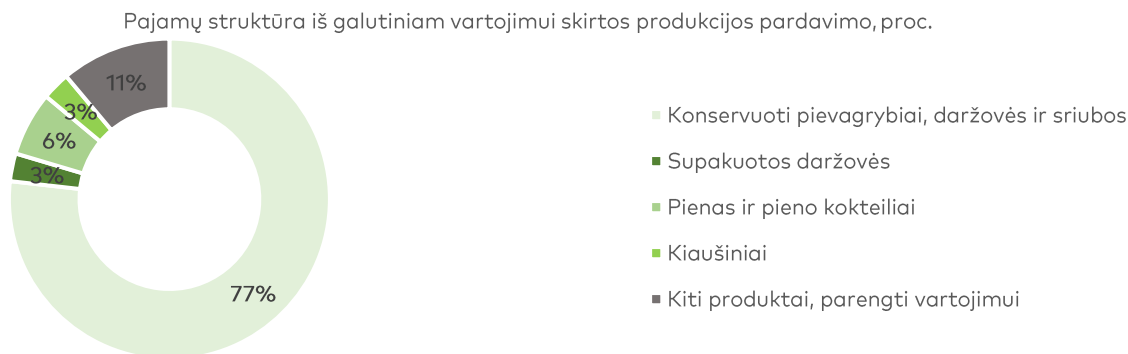 Pajamų struktūra iš galutiniam vartojimui skirtos produkcijos pardavimo, proc.
11%
3%
6%
3%
77%
Konservuoti pievagrybiai, daržovės ir sriubos
Supakuotos daržovės
Pienas ir pieno kokteiliai
Kiaušiniai
Kiti produktai, parengti vartojimui